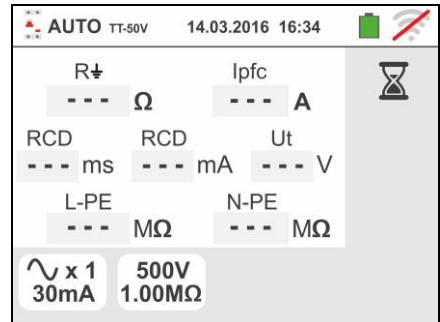 AUTO TT-50V 14.03.2016 16:34
R⏚ Ipfc
- - - Ω - - - A
RCD RCD Ut
- - - ms - - - mA - - - V
L-PE N-PE
- - - MΩ - - - MΩ
∿ x 1 500V
30mA 1.00MΩ